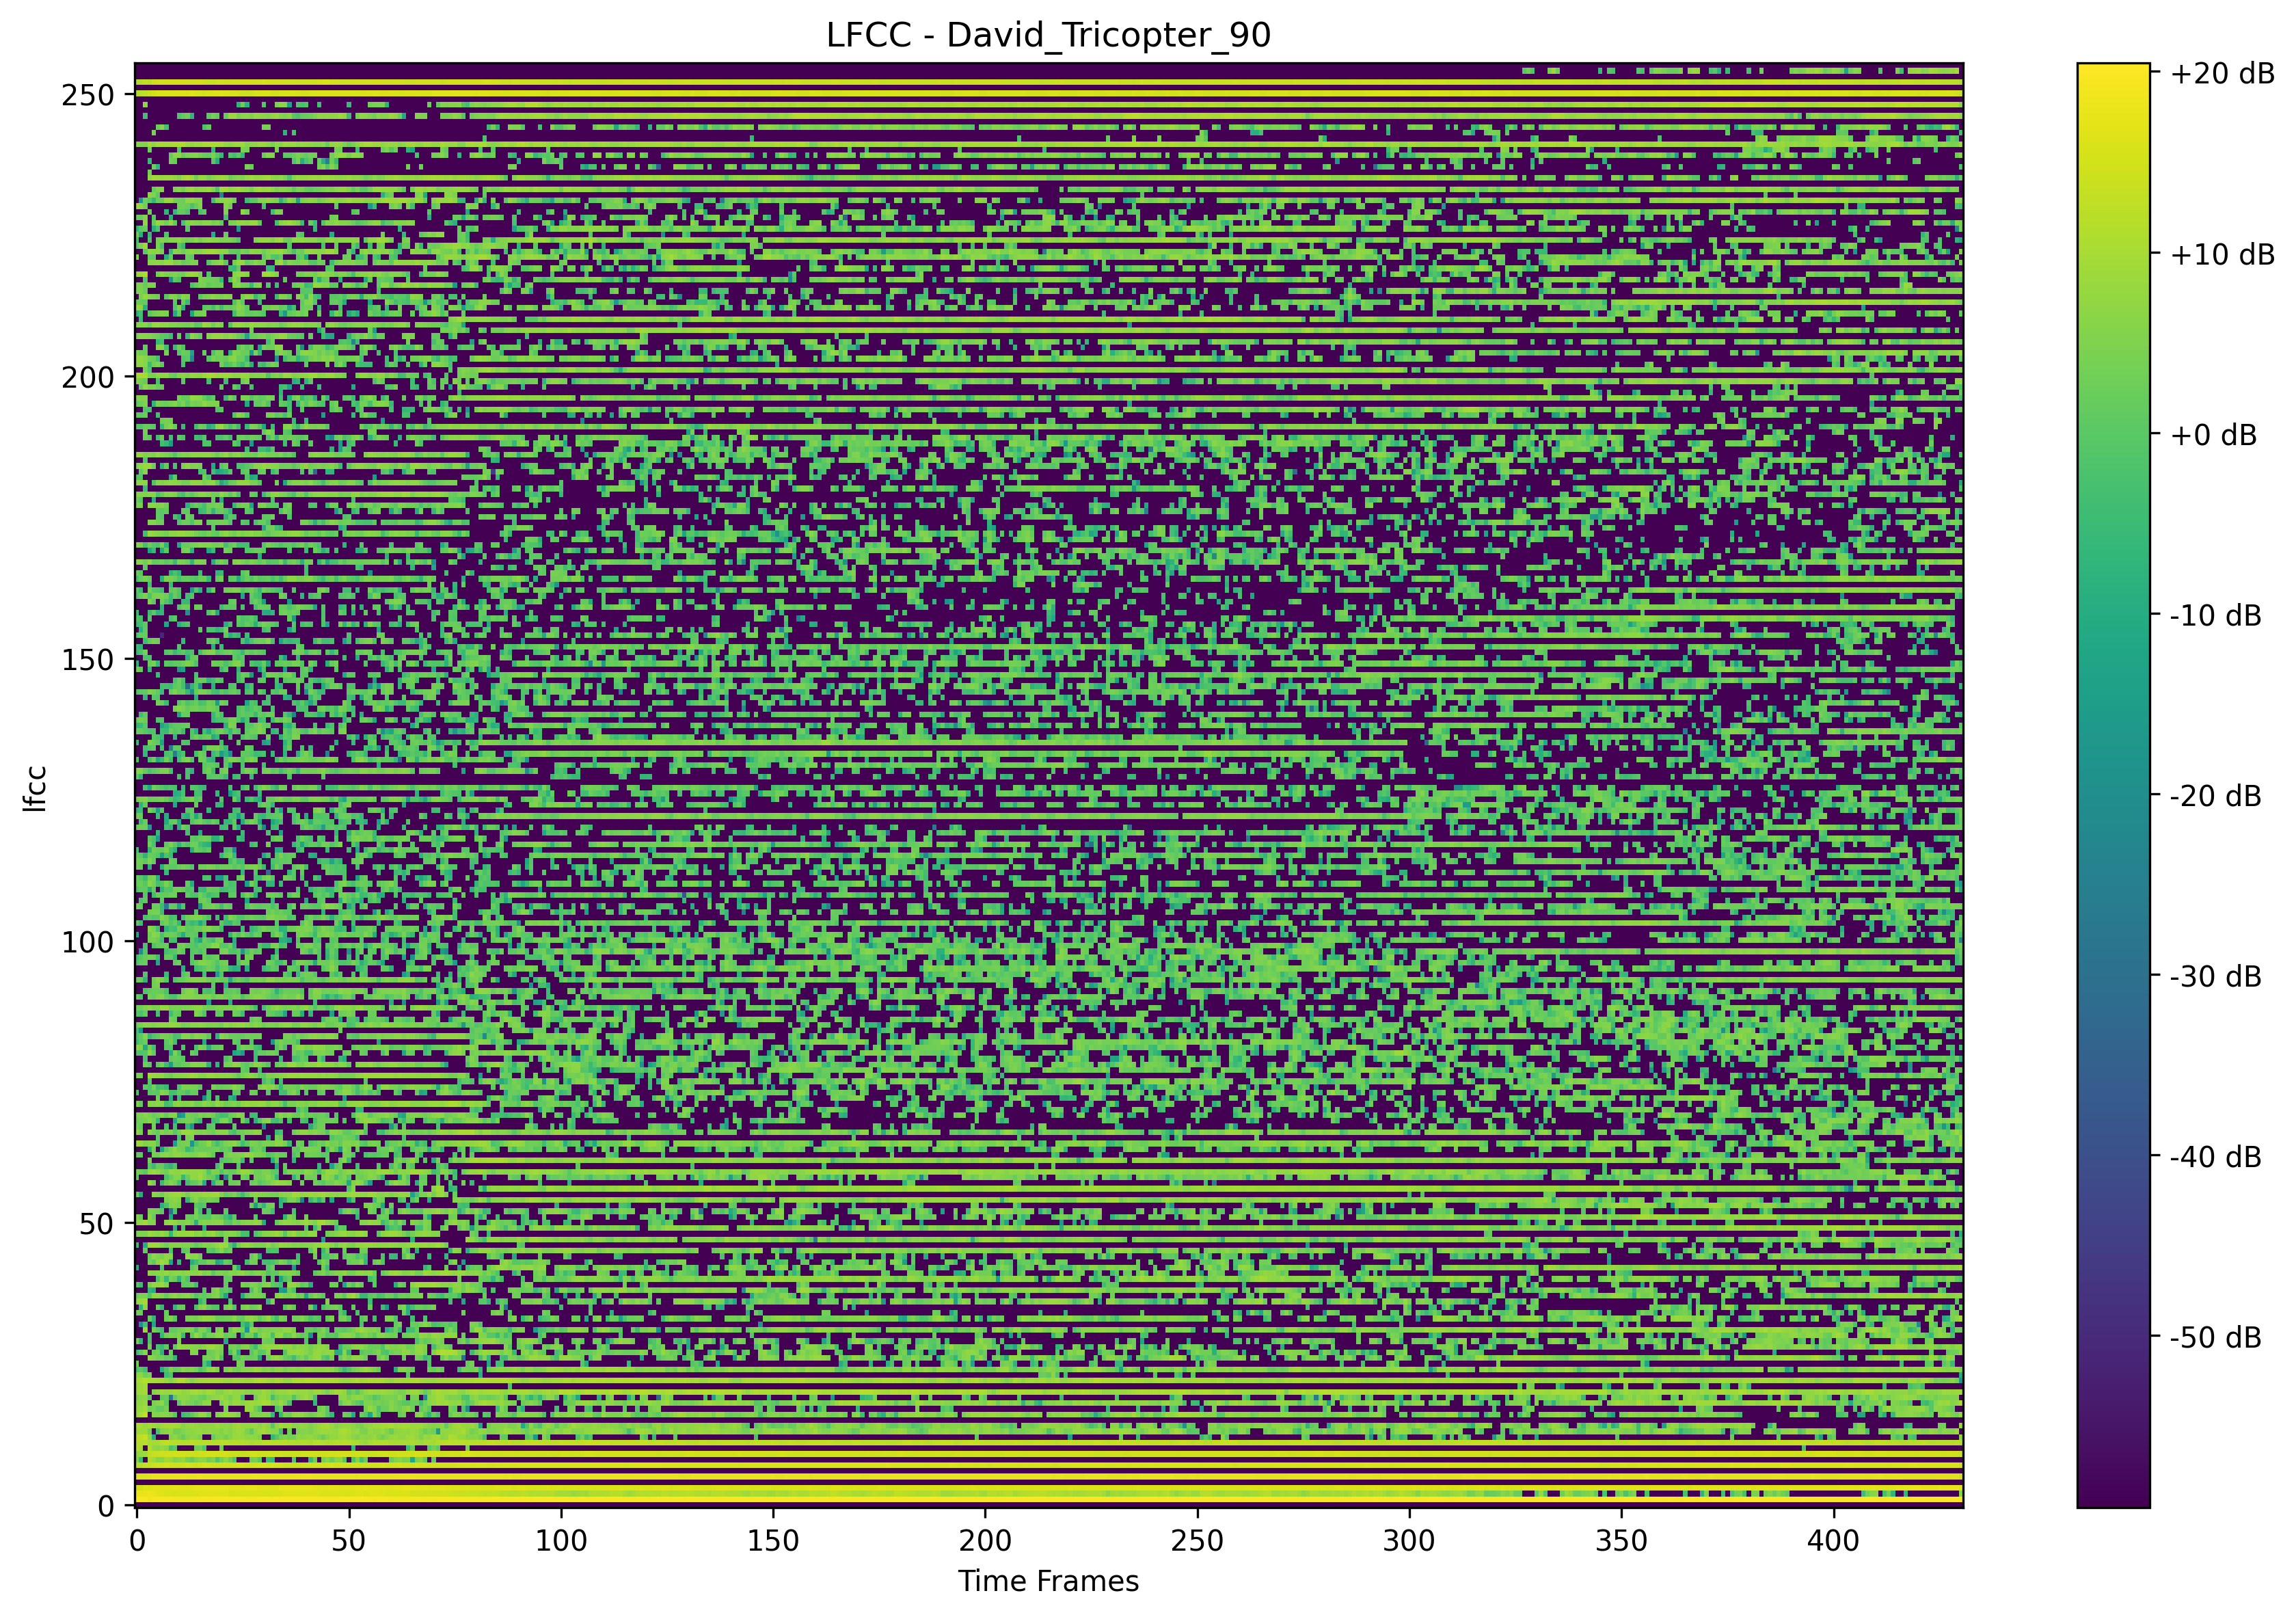 LFCC - David_Tricopter_90
250
200
150
100
50
0
lfcc
0 50 100 150 200 250 300 350 400
Time Frames
+20 dB
+10 dB
+0 dB
-10 dB
-20 dB
-30 dB
-40 dB
-50 dB